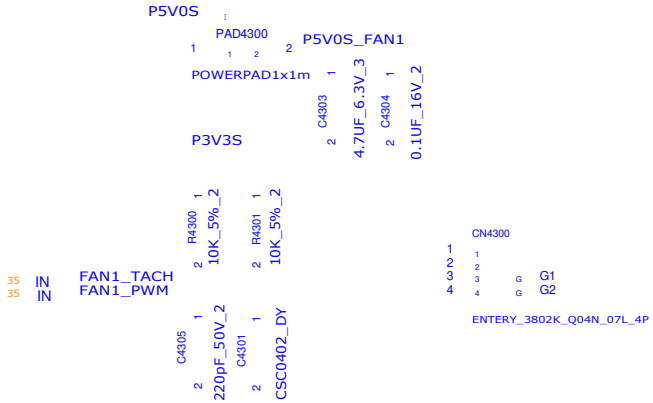 P5V0S
PAD4300
1 1 2 2 P5V0S_FAN1
POWERPAD1x1m
C4303
1
2
4.7UF_6.3V_3
C4304
1
2
0.1UF_16V_2
P3V3S
R4300
1
2
10K_5%_2
R4301
1
2
10K_5%_2
CN4300
1 1
2 2
3 3 G G1
4 4 G G2
ENTERY_3802K_Q04N_07L_4P
35 IN FAN1_TACH
35 IN FAN1_PWM
C4305
1
2
220pF_50V_2
C4301
1
2
CSC0402_DY